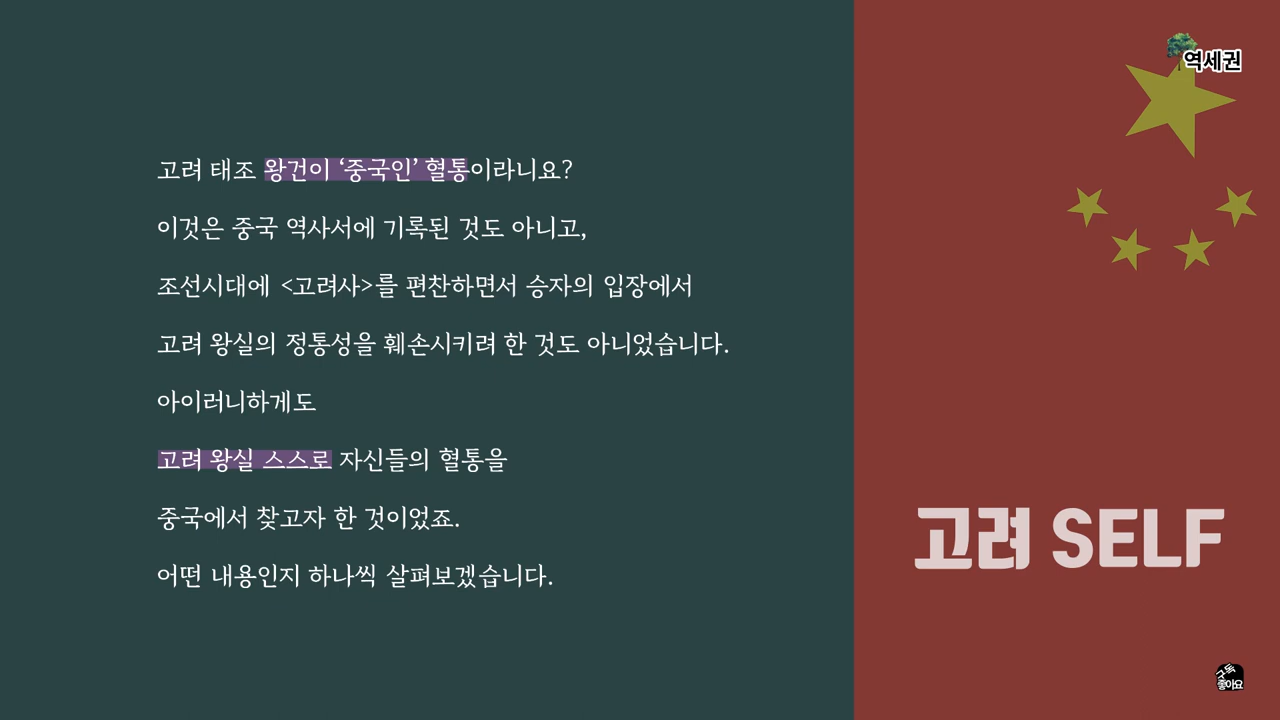 역세권
고려 태조 왕건이 ‘중국인’ 혈통이라니요?
이것은 중국 역사서에 기록된 것도 아니고,
조선시대에 <고려사>를 편찬하면서 승자의 입장에서
고려 왕실의 정통성을 훼손시키려 한 것도 아니었습니다.
아이러니하게도
고려 왕실 스스로 자신들의 혈통을
중국에서 찾고자 한 것이었죠.
어떤 내용인지 하나씩 살펴보겠습니다.
고려 SELF
구독
좋아요